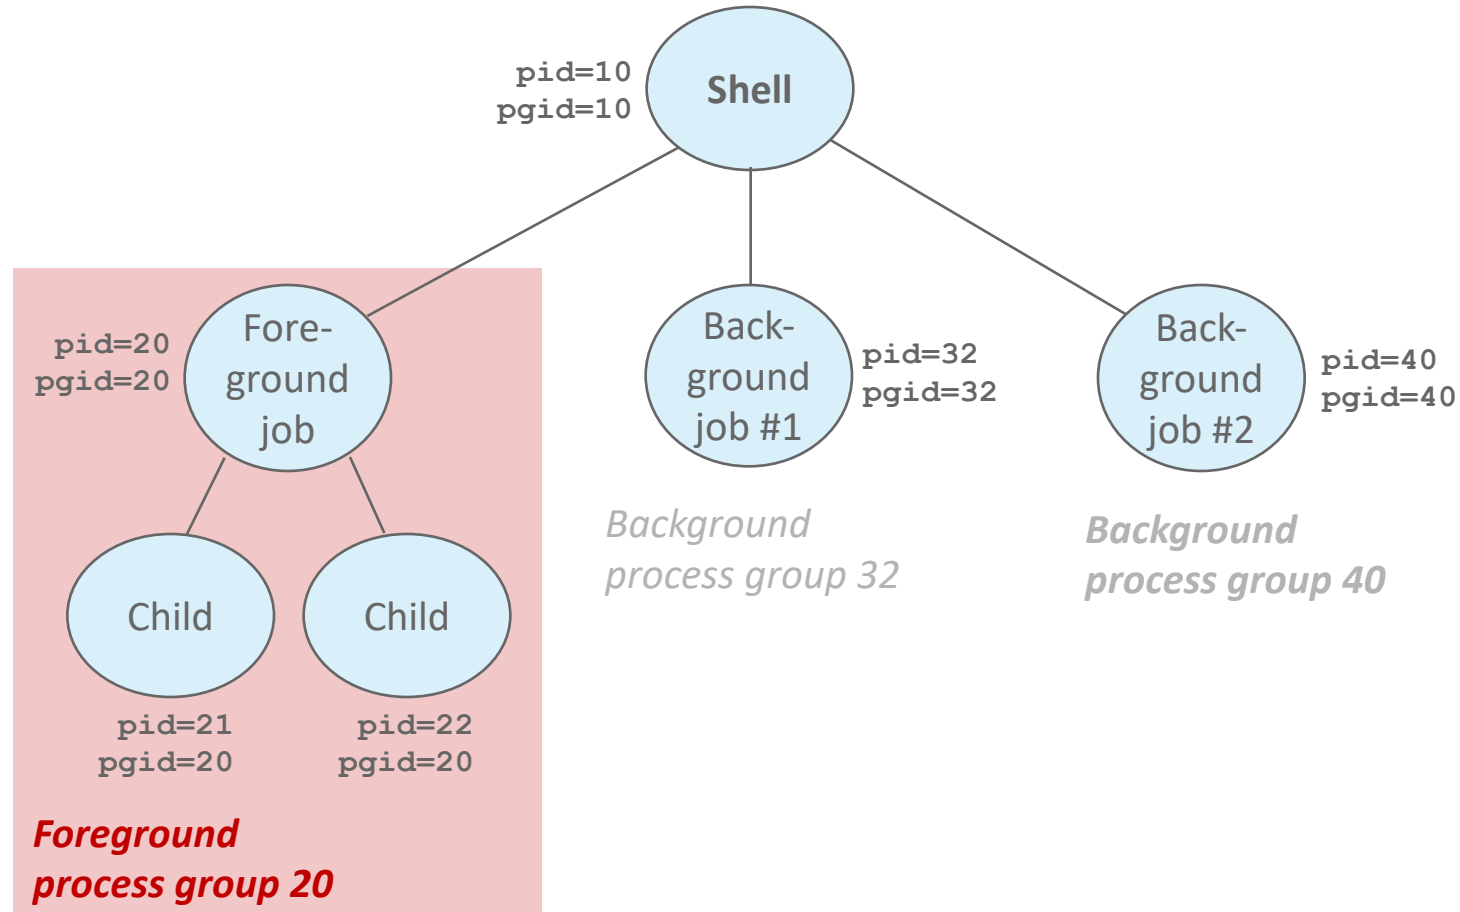 pid=10
pgid=10
Shell
pid=20
pgid=20
Fore-
ground
job
Back-
ground
job #1
pid=32
pgid=32
Back-
ground
job #2
pid=40
pgid=40
Background
process group 32
Background
process group 40
Child
Child
pid=21
pgid=20
pid=22
pgid=20
Foreground
process group 20